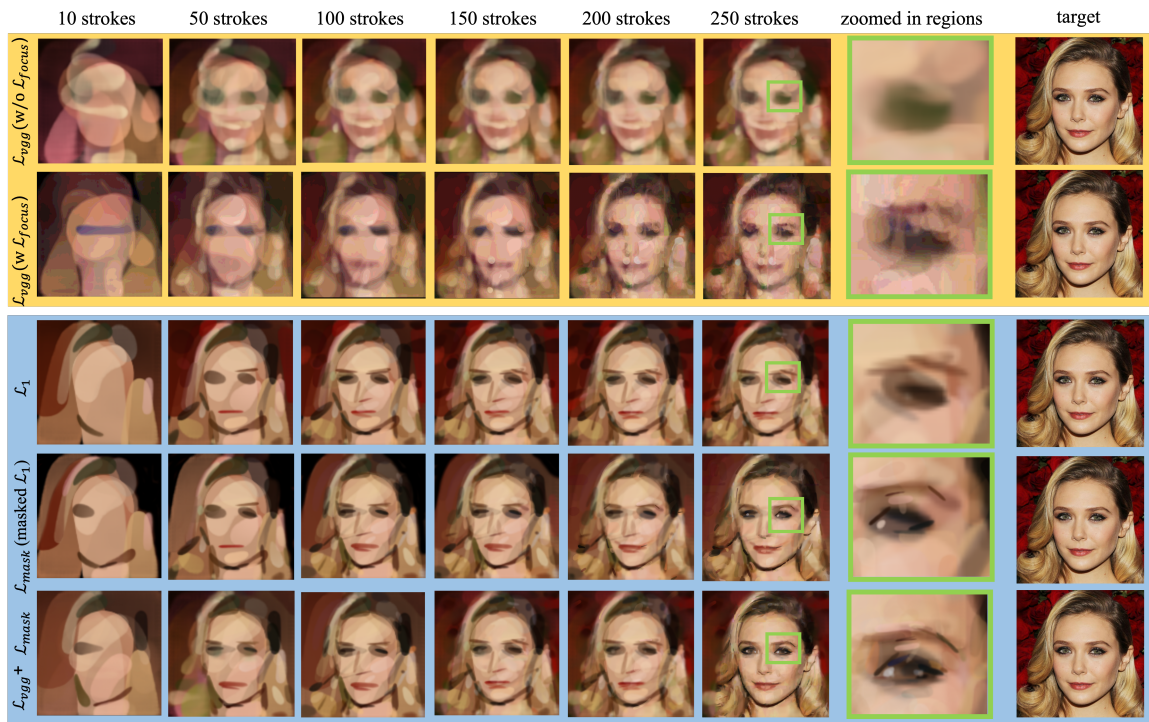 10 strokes 50 strokes 100 strokes 150 strokes 200 strokes 250 strokes zoomed in regions target
ℒvgg (w/o ℒfocus)
ℒvgg (w ℒfocus)
ℒ1
ℒmask (masked ℒ1)
ℒvgg + ℒmask